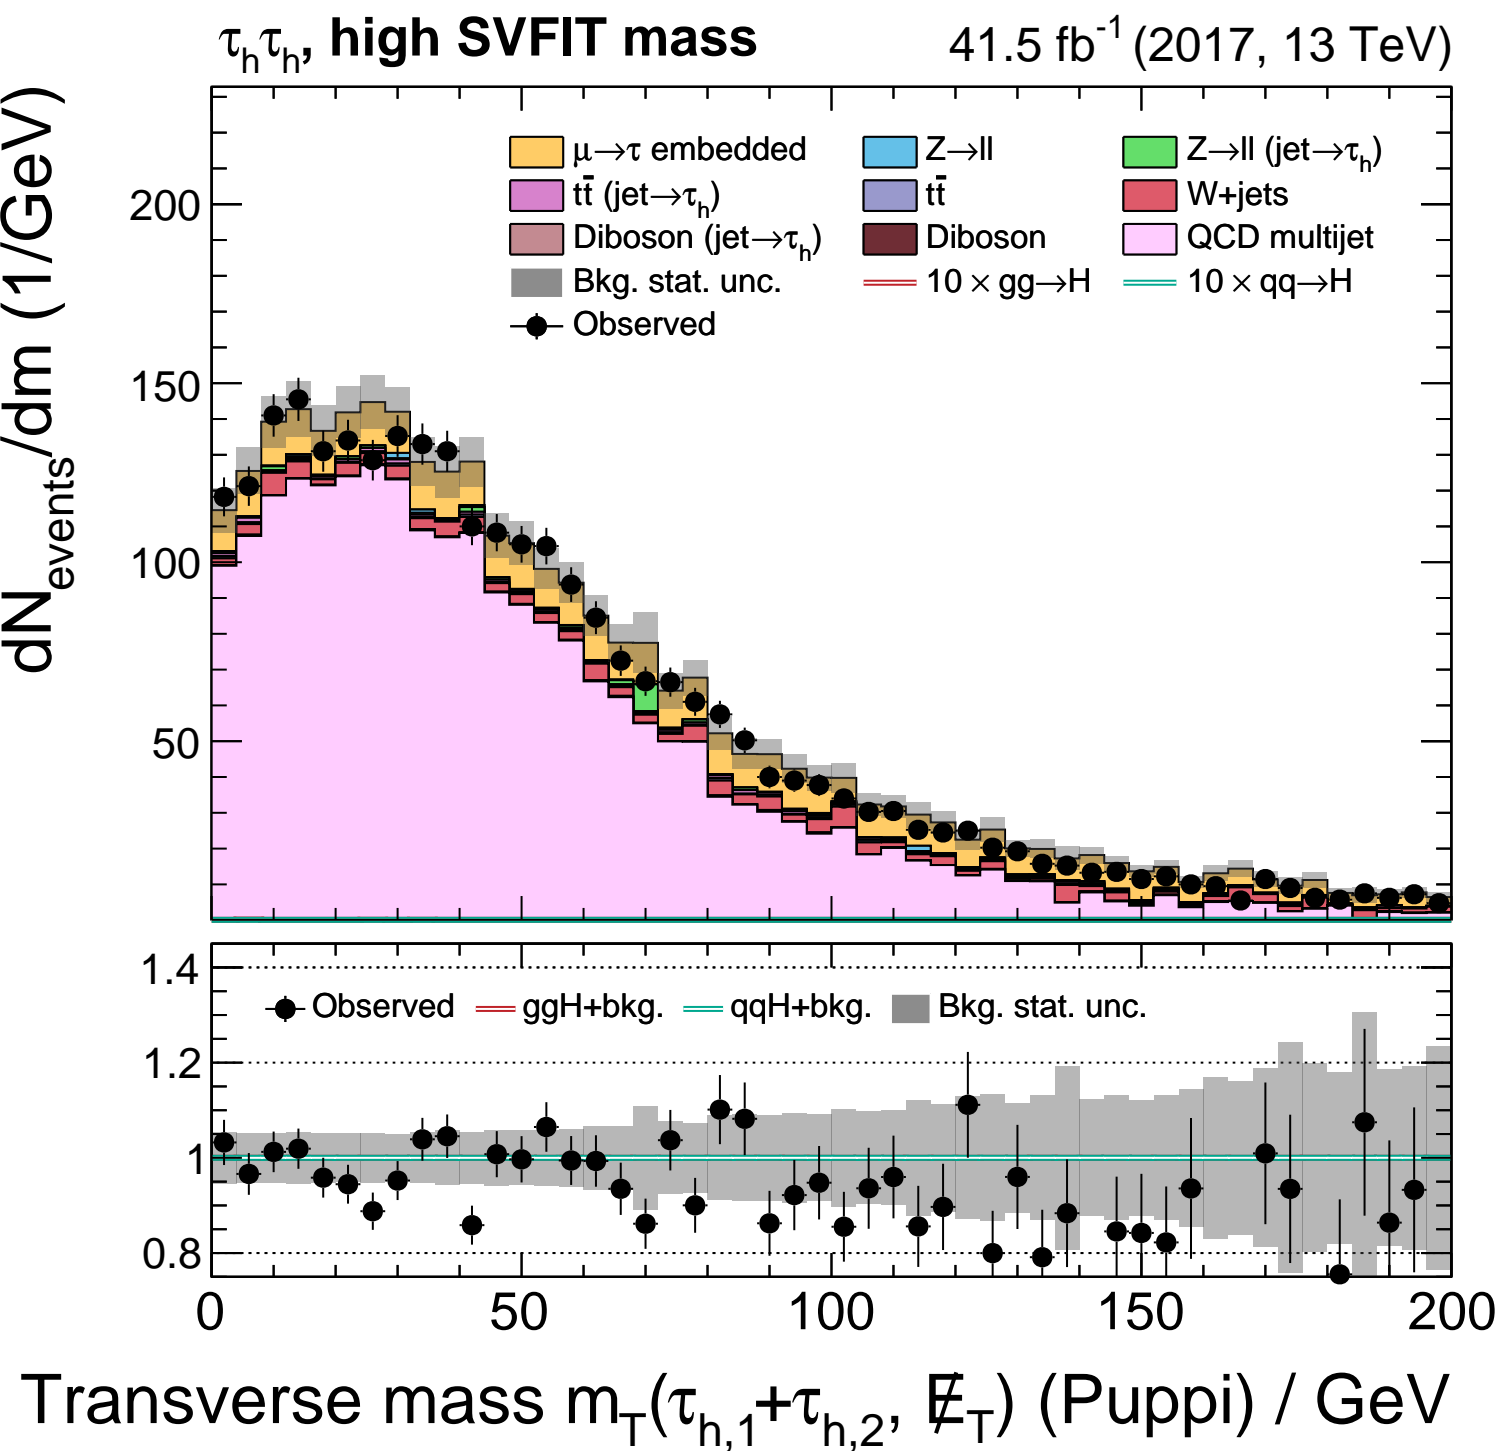 τhτh, high SVFIT mass 41.5 fb-1 (2017, 13 TeV)
dNevents/dm (1/GeV)
μ→τ embedded Z→ll Z→ll (jet→τh)
tt̄ (jet→τh) tt̄ W+jets
Diboson (jet→τh) Diboson QCD multijet
Bkg. stat. unc. 10 × gg→H 10 × qq→H
Observed
200
150
100
50
1.4
Observed ggH+bkg. qqH+bkg. Bkg. stat. unc.
1.2
1
0.8
0 50 100 150 200
Transverse mass mT(τh,1+τh,2, E̸T) (Puppi) / GeV